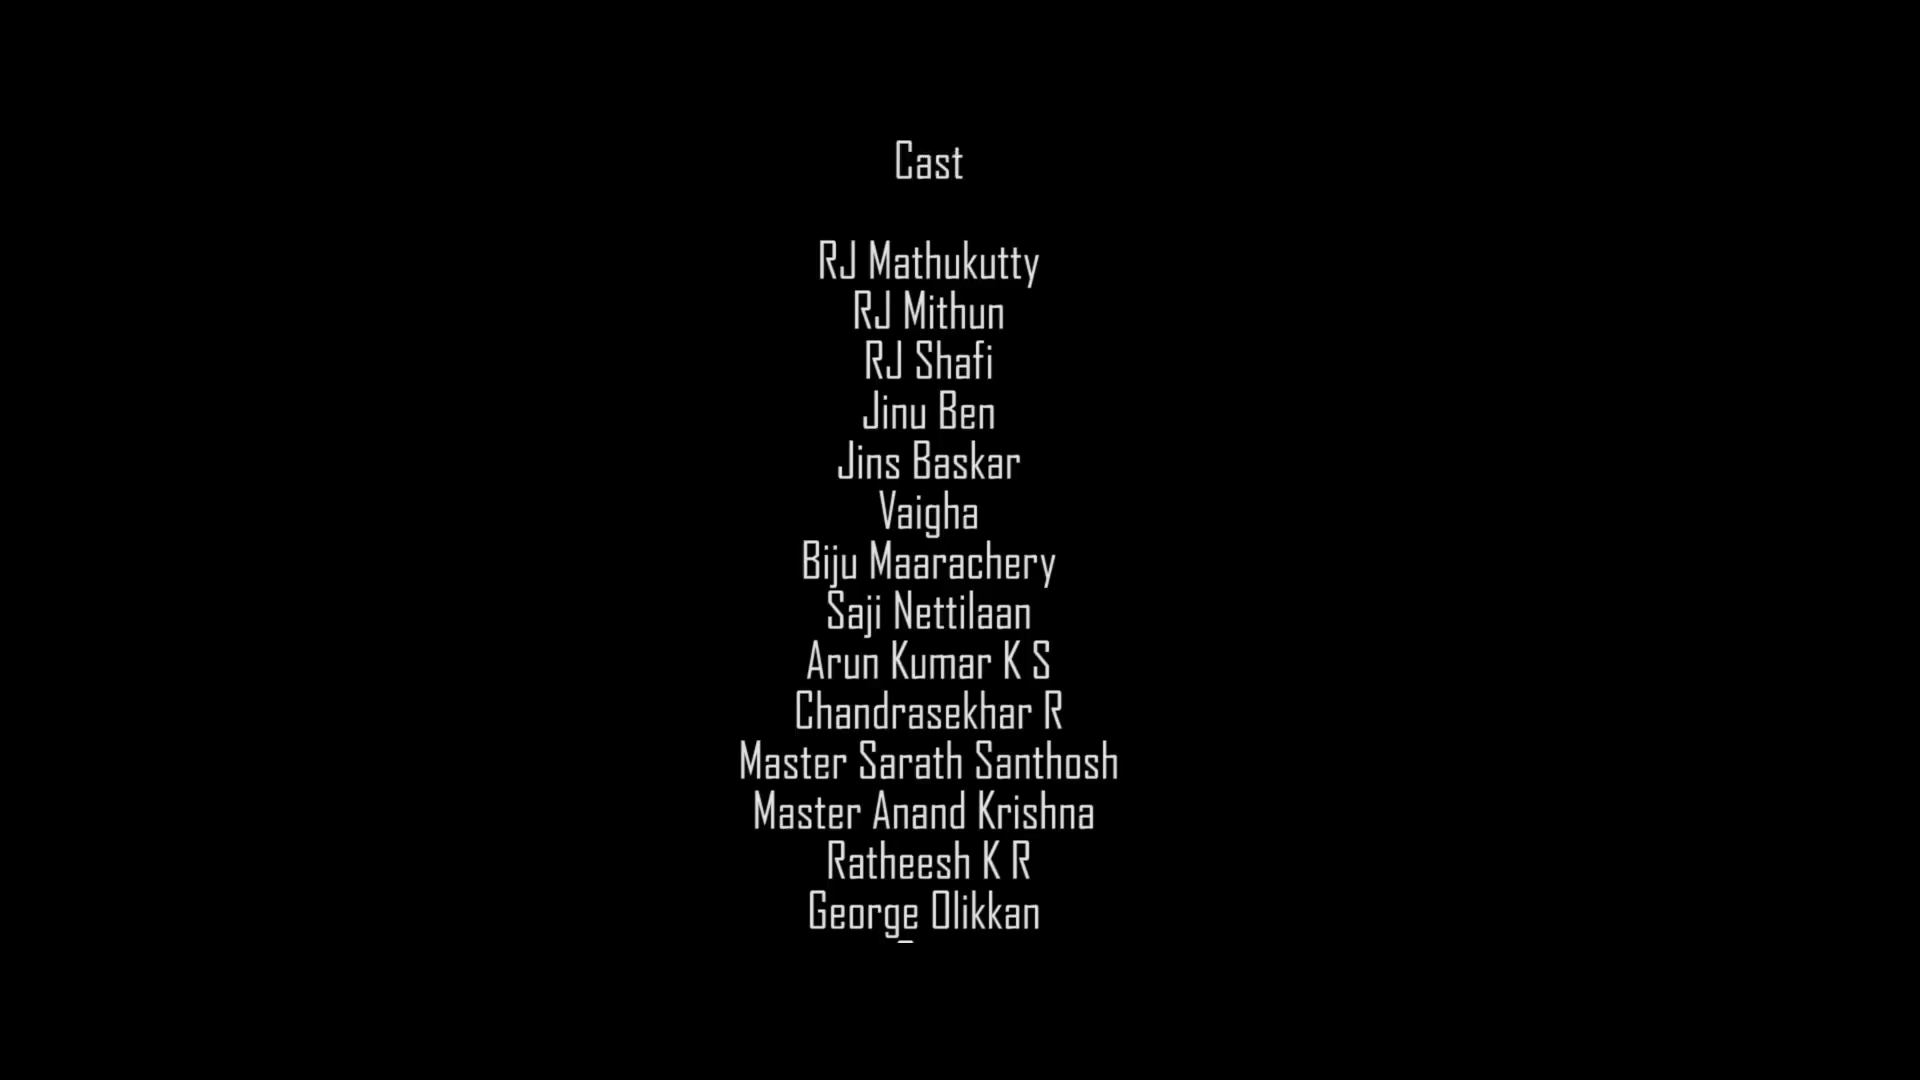 Cast
RJ Mathukutty
RJ Mithun
RJ Shafi
Jinu Ben
Jins Baskar
Vaigha
Biju Maarachery
Saji Nettilaan
Arun Kumar K S
Chandrasekhar R
Master Sarath Santhosh
Master Anand Krishna
Ratheesh K R
George Olikkan